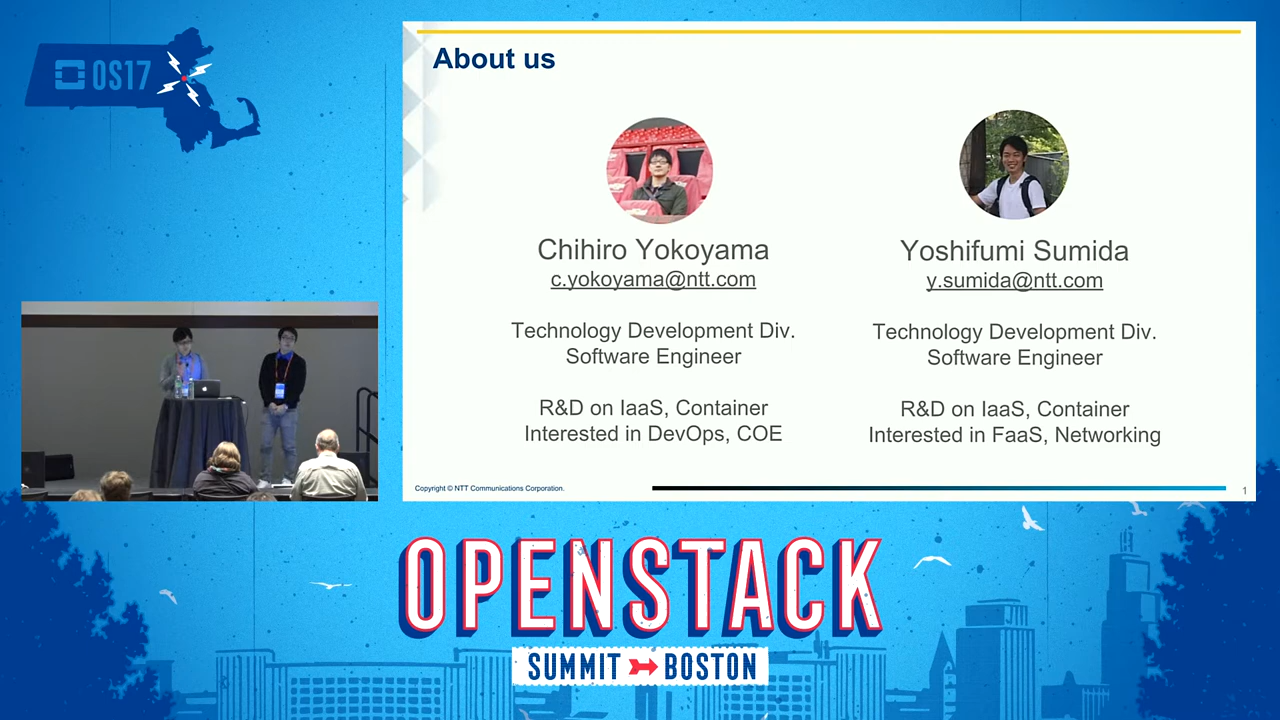 OS17
About us
Chihiro Yokoyama
c.yokoyama@ntt.com
Technology Development Div.
Software Engineer
R&D on IaaS, Container
Interested in DevOps, COE
Yoshifumi Sumida
y.sumida@ntt.com
Technology Development Div.
Software Engineer
R&D on IaaS, Container
Interested in FaaS, Networking
Copyright © NTT Communications Corporation.
1
OPENSTACK
SUMMIT BOSTON